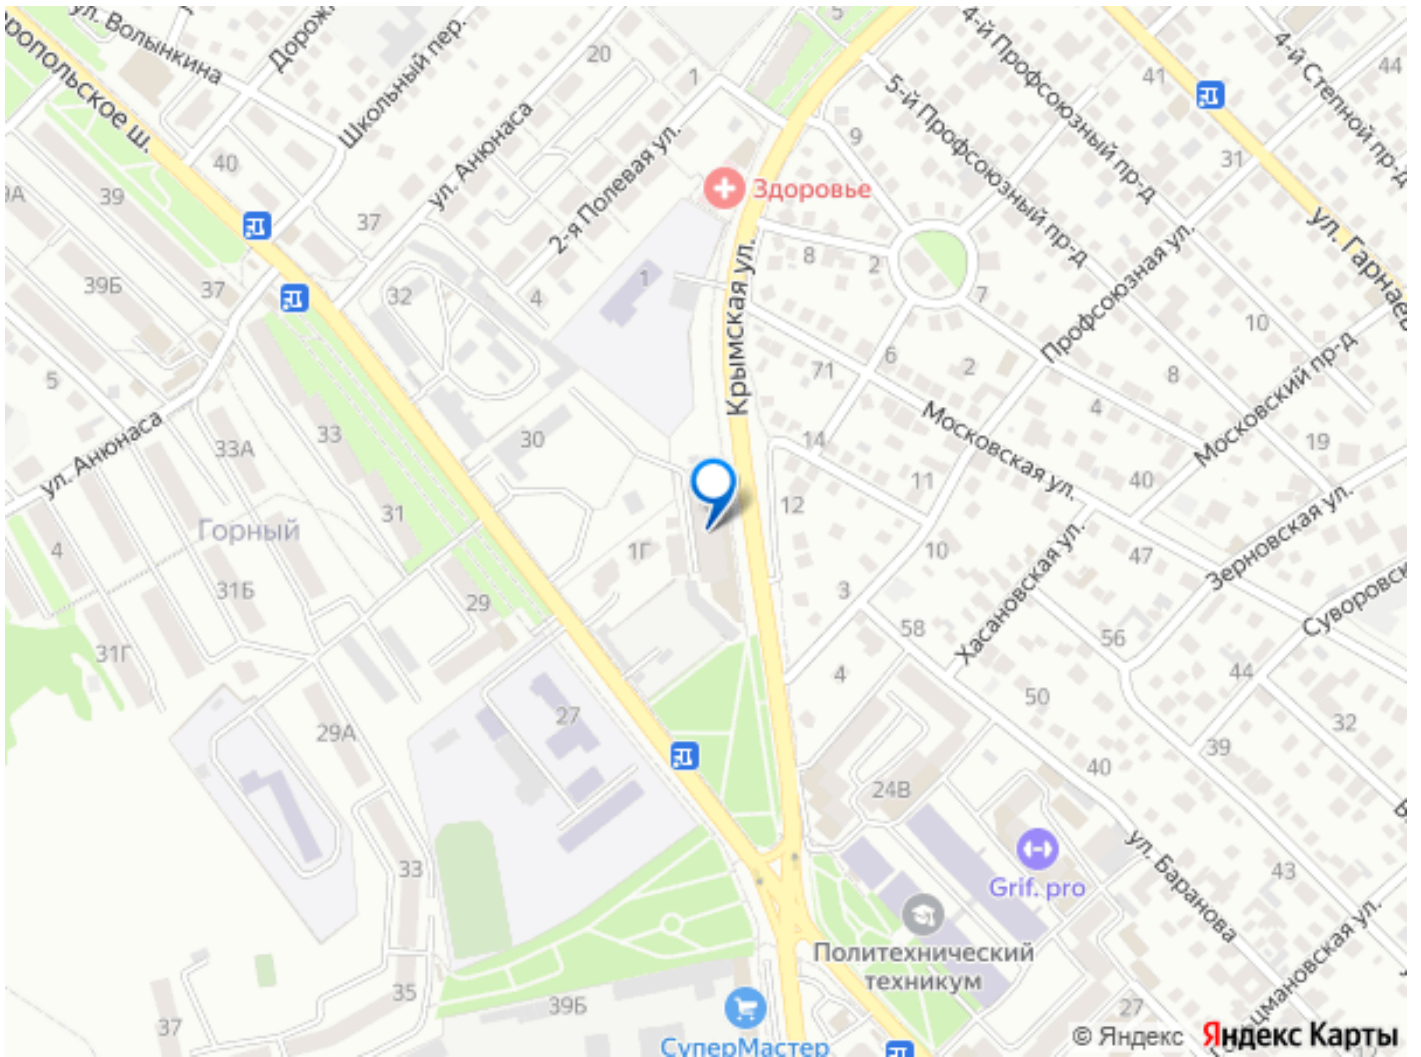 ул. Волынкина
Дорожн
Школьный пер.
20
1
5
4-й Профсоюзный пр-д
41
4-й Степной пр-д
44
5-й Профсоюзный пр-д
ропольское ш.
40
ул. Анюнаса
2-я Полевая ул.
9
31
9А
39
37
Здоровье
ул. Гарнаев
39Б
37
32
4
1
Крымская ул.
8
2
7
Профсоюзная ул.
10
5
6
2
71
8
Московский пр-д
ул. Анюнаса
33А
33
30
14
Московская ул.
4
19
11
40
31
12
Горный
4
1Г
10
Хасановская ул.
47
Зерновская ул.
31Б
29
3
58
56
Суворовск
31Г
4
50
44
29А
27
32
39
40
24В
ул. Баранова
33
Grif. pro
43
Политехнический
техникум
35
37
39Б
27
СуперМастер
© Яндекс
Яндекс Карты